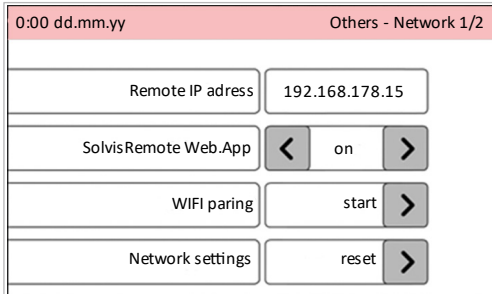 0:00 dd.mm.yy Others - Network 1/2
Remote IP adress 192.168.178.15
SolvisRemote Web.App on
WIFI paring start
Network settings reset